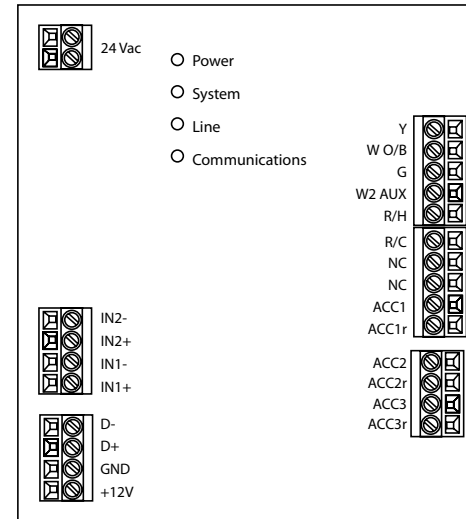 24 Vac
Power
System
Line
Communications
Y
W O/B
G
W2 AUX
R/H
R/C
NC
NC
ACC1
ACC1r
IN2-
IN2+
IN1-
IN1+
ACC2
ACC2r
ACC3
ACC3r
D-
D+
GND
+12V